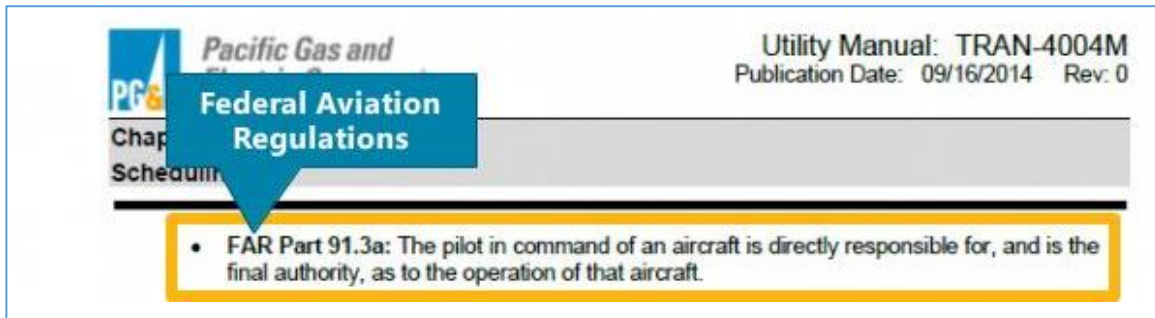 Pacific Gas and
Utility Manual: TRAN-4004M
Publication Date: 09/16/2014 Rev: 0
PG&
Federal Aviation
Regulations
Chap
• FAR Part 91.3a: The pilot in command of an aircraft is directly responsible for, and is the
final authority, as to the operation of that aircraft.